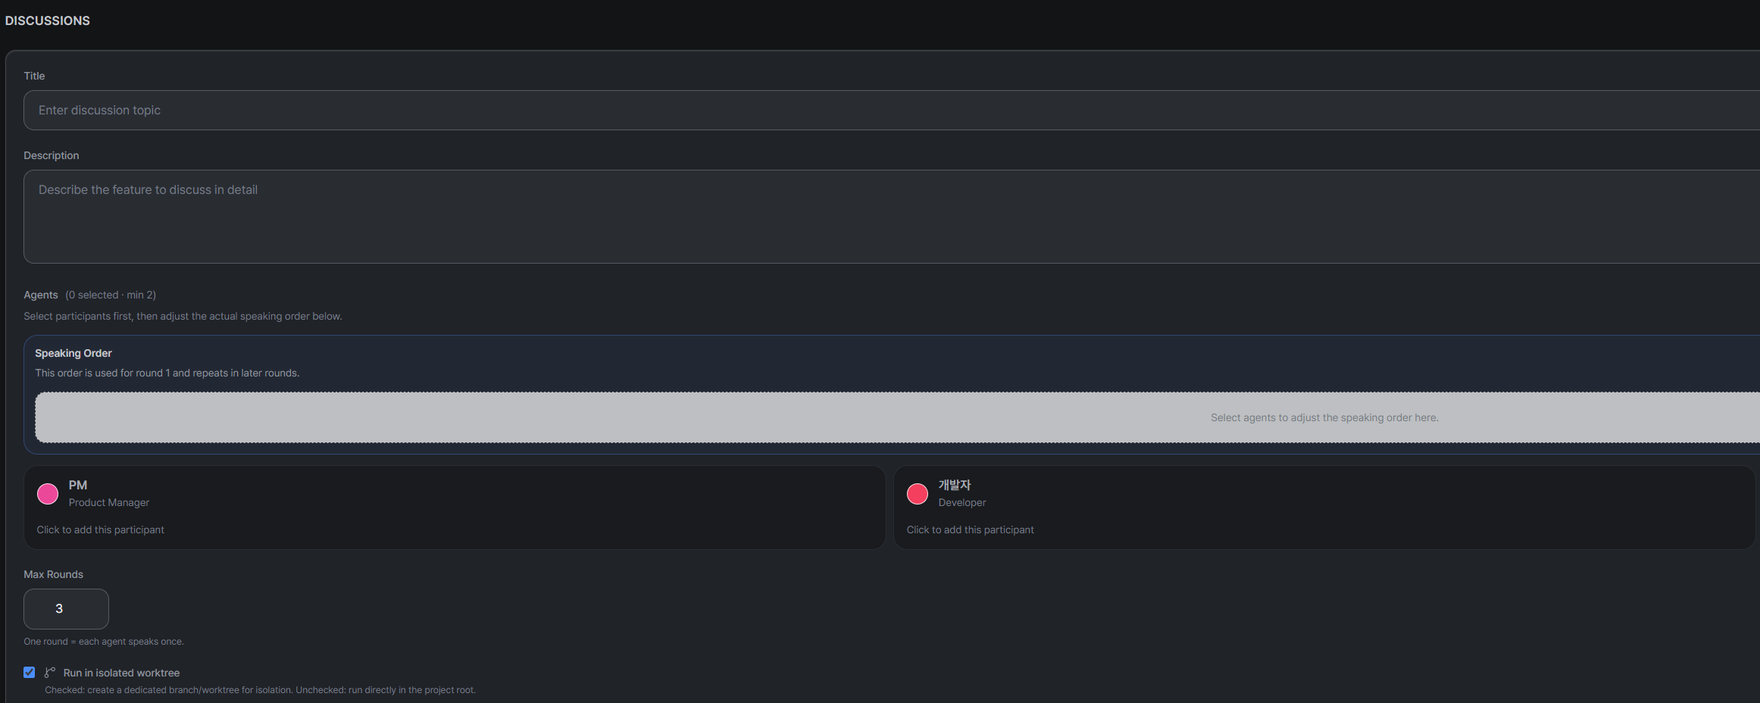 DISCUSSIONS
Title
Enter discussion topic
Description
Describe the feature to discuss in detail
Agents (0 selected · min 2)
Select participants first, then adjust the actual speaking order below.
Speaking Order
This order is used for round 1 and repeats in later rounds.
Select agents to adjust the speaking order here.
PM
Product Manager
Click to add this participant
개발자
Developer
Click to add this participant
Max Rounds
3
One round = each agent speaks once.
Run in isolated worktree
Checked: create a dedicated branch/worktree for isolation. Unchecked: run directly in the project root.